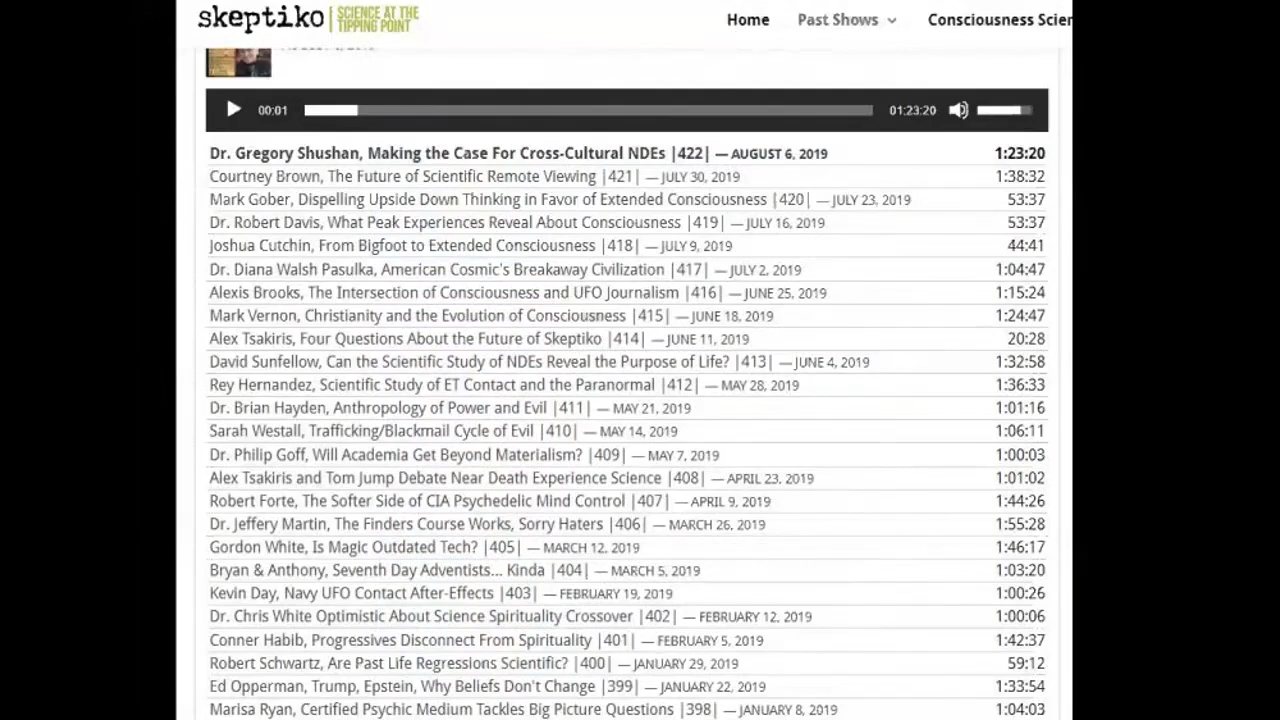 skeptiko | SCIENCE AT THE TIPPING POINT
Home Past Shows Consciousness Scien
00:01 01:23:20
Dr. Gregory Shushan, Making the Case For Cross-Cultural NDEs |422| — AUGUST 6, 2019 1:23:20
Courtney Brown, The Future of Scientific Remote Viewing |421| — JULY 30, 2019 1:38:32
Mark Gober, Dispelling Upside Down Thinking in Favor of Extended Consciousness |420| — JULY 23, 2019 53:37
Dr. Robert Davis, What Peak Experiences Reveal About Consciousness |419| — JULY 16, 2019 53:37
Joshua Cutchin, From Bigfoot to Extended Consciousness |418| — JULY 9, 2019 44:41
Dr. Diana Walsh Pasulka, American Cosmic's Breakaway Civilization |417| — JULY 2, 2019 1:04:47
Alexis Brooks, The Intersection of Consciousness and UFO Journalism |416| — JUNE 25, 2019 1:15:24
Mark Vernon, Christianity and the Evolution of Consciousness |415| — JUNE 18, 2019 1:24:47
Alex Tsakiris, Four Questions About the Future of Skeptiko |414| — JUNE 11, 2019 20:28
David Sunfellow, Can the Scientific Study of NDEs Reveal the Purpose of Life? |413| — JUNE 4, 2019 1:32:58
Rey Hernandez, Scientific Study of ET Contact and the Paranormal |412| — MAY 28, 2019 1:36:33
Dr. Brian Hayden, Anthropology of Power and Evil |411| — MAY 21, 2019 1:01:16
Sarah Westall, Trafficking/Blackmail Cycle of Evil |410| — MAY 14, 2019 1:06:11
Dr. Philip Goff, Will Academia Get Beyond Materialism? |409| — MAY 7, 2019 1:00:03
Alex Tsakiris and Tom Jump Debate Near Death Experience Science |408| — APRIL 23, 2019 1:01:02
Robert Forte, The Softer Side of CIA Psychedelic Mind Control |407| — APRIL 9, 2019 1:44:26
Dr. Jeffery Martin, The Finders Course Works, Sorry Haters |406| — MARCH 26, 2019 1:55:28
Gordon White, Is Magic Outdated Tech? |405| — MARCH 12, 2019 1:46:17
Bryan & Anthony, Seventh Day Adventists... Kinda |404| — MARCH 5, 2019 1:03:20
Kevin Day, Navy UFO Contact After-Effects |403| — FEBRUARY 19, 2019 1:00:26
Dr. Chris White Optimistic About Science Spirituality Crossover |402| — FEBRUARY 12, 2019 1:00:06
Conner Habib, Progressives Disconnect From Spirituality |401| — FEBRUARY 5, 2019 1:42:37
Robert Schwartz, Are Past Life Regressions Scientific? |400| — JANUARY 29, 2019 59:12
Ed Opperman, Trump, Epstein, Why Beliefs Don't Change |399| — JANUARY 22, 2019 1:33:54
Marisa Ryan, Certified Psychic Medium Tackles Big Picture Questions |398| — JANUARY 8, 2019 1:04:03